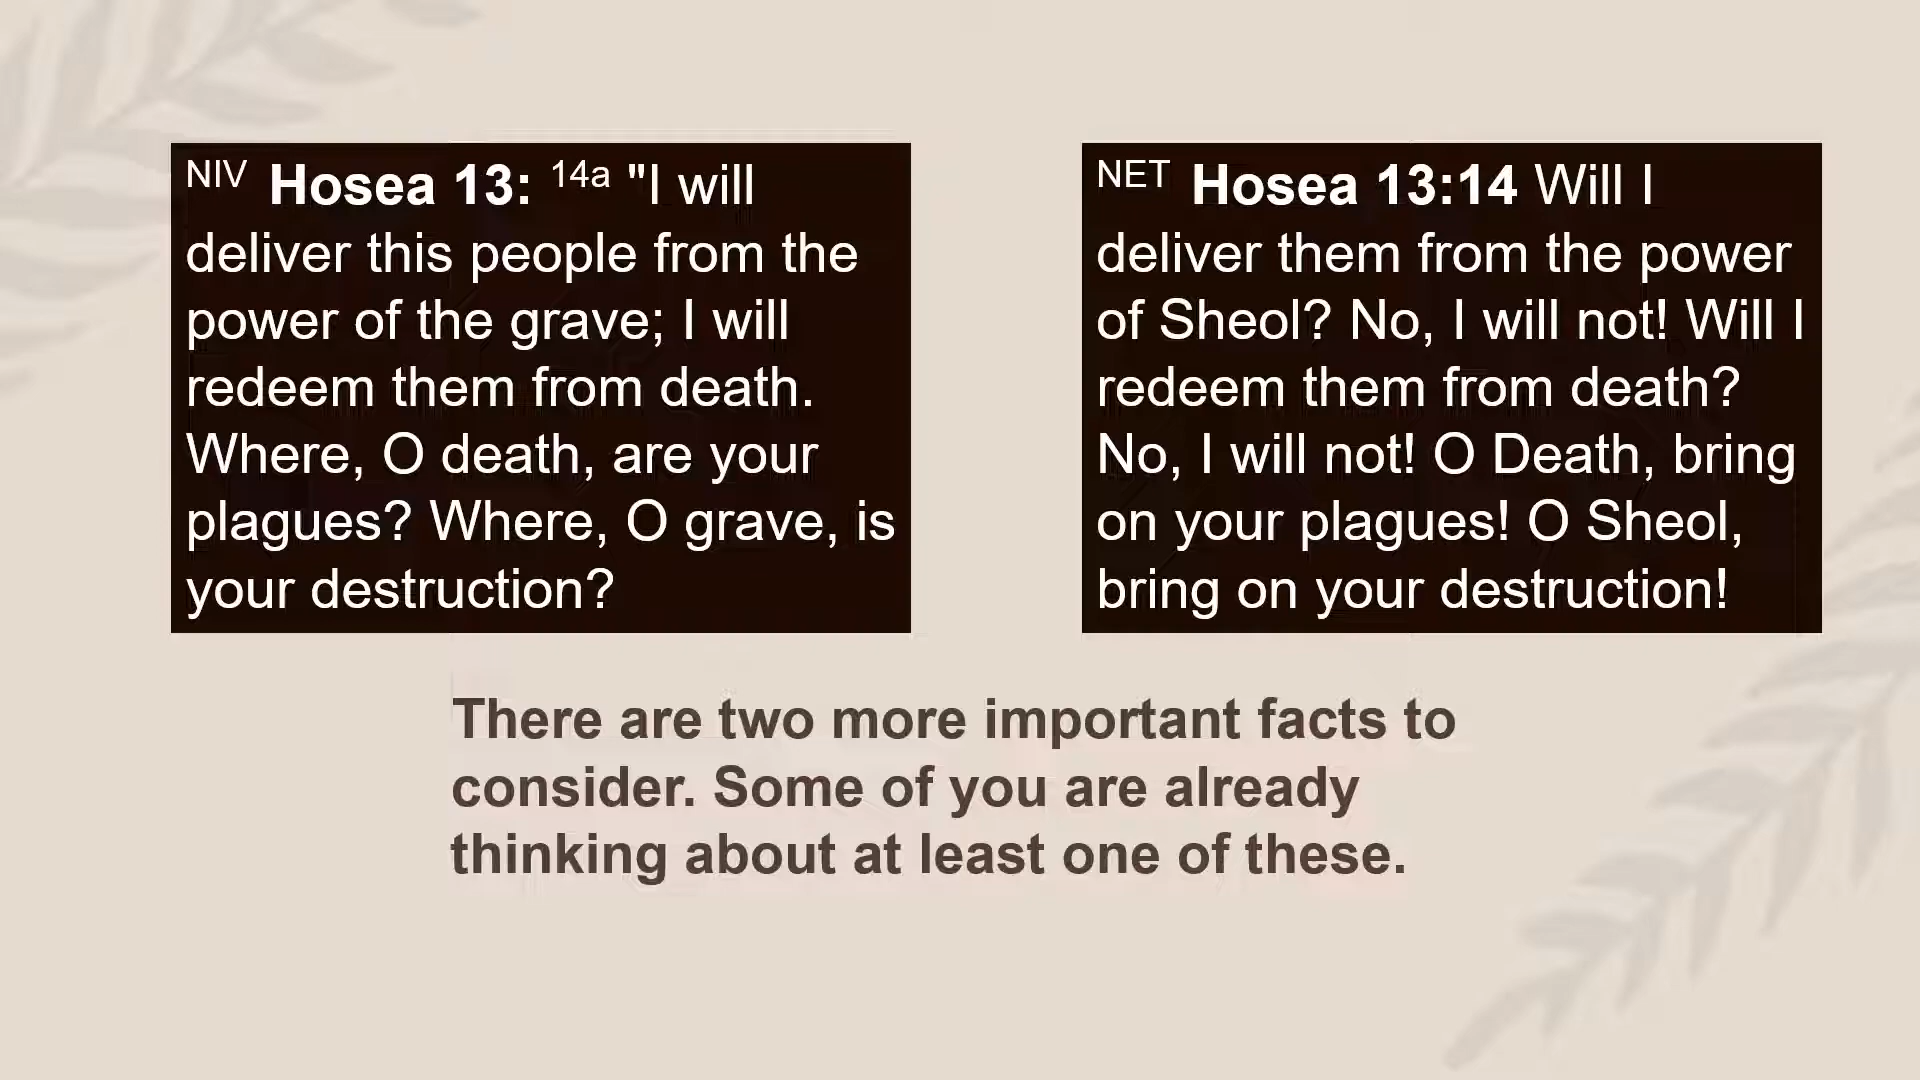 NIV Hosea 13: 14a "I will
deliver this people from the
power of the grave; I will
redeem them from death.
Where, O death, are your
plagues? Where, O grave, is
your destruction?
NET Hosea 13:14 Will I
deliver them from the power
of Sheol? No, I will not! Will I
redeem them from death?
No, I will not! O Death, bring
on your plagues! O Sheol,
bring on your destruction!
There are two more important facts to
consider. Some of you are already
thinking about at least one of these.